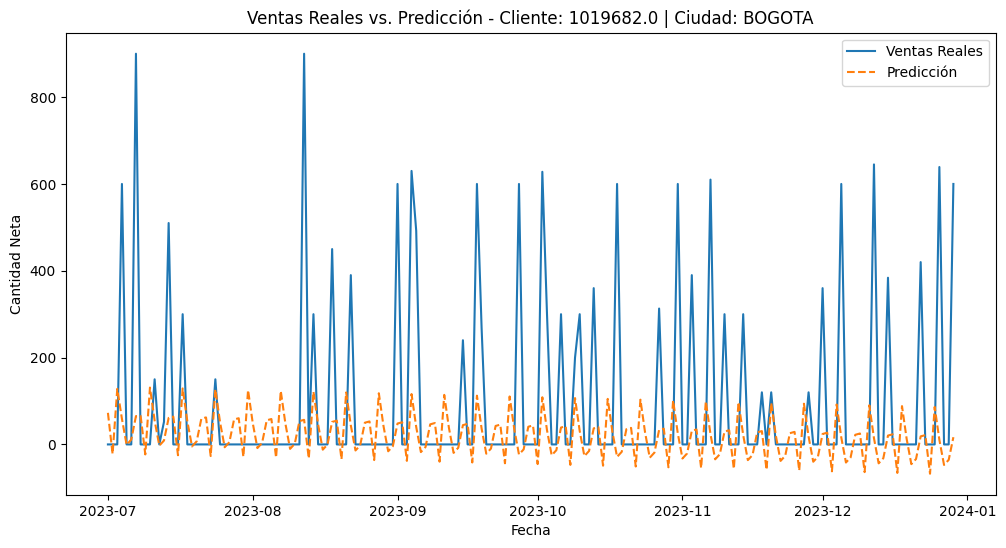 Ventas Reales vs. Predicción - Cliente: 1019682.0 | Ciudad: BOGOTA
Ventas Reales
Predicción
Cantidad Neta
800
600
400
200
0
2023-07
2023-08
2023-09
2023-10
2023-11
2023-12
2024-01
Fecha